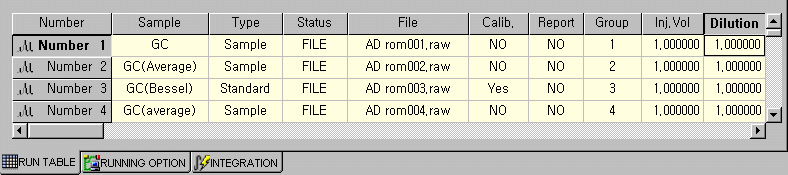 Number Sample Type Status File Calib. Report Group Inj.Vol Dilution
Number 1 GC Sample FILE AD rom001.raw NO NO 1 1.000000 1.000000
Number 2 GC(Average) Sample FILE AD rom002.raw NO NO 2 1.000000 1.000000
Number 3 GC(Bessel) Standard FILE AD rom003.raw Yes NO 3 1.000000 1.000000
Number 4 GC(average) Sample FILE AD rom004.raw NO NO 4 1.000000 1.000000
RUN TABLE RUNNING OPTION INTEGRATION